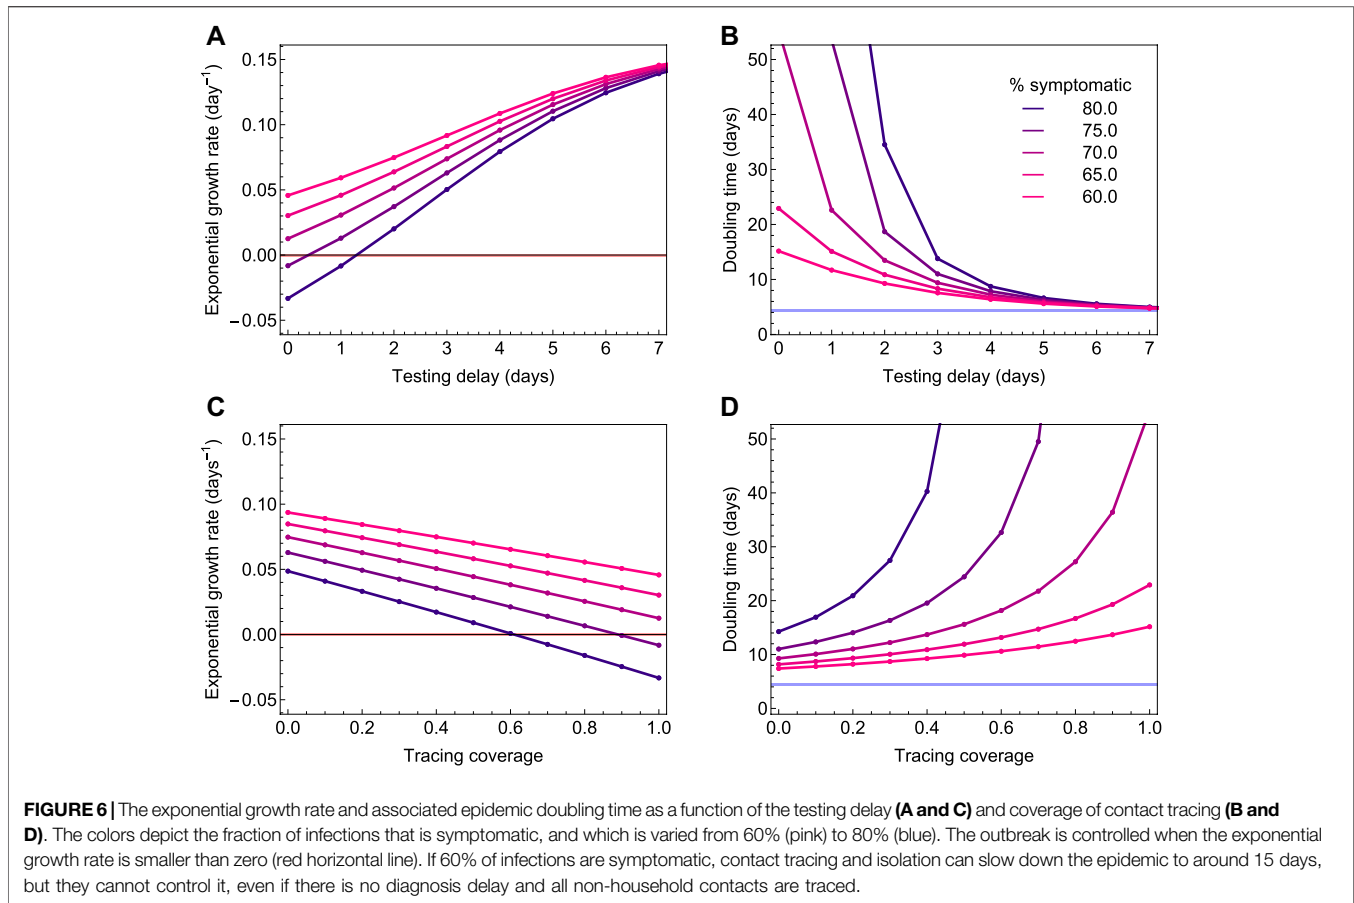 A
Exponential growth rate (day−1)
0.15
0.10
0.05
0.00
−0.05
0 1 2 3 4 5 6 7
Testing delay (days)
B
Doubling time (days)
50
40
30
20
10
0
% symptomatic
80.0
75.0
70.0
65.0
60.0
0 1 2 3 4 5 6 7
Testing delay (days)
C
Exponential growth rate (days−1)
0.15
0.10
0.05
0.00
−0.05
0.0 0.2 0.4 0.6 0.8 1.0
Tracing coverage
D
Doubling time (days)
50
40
30
20
10
0
0.0 0.2 0.4 0.6 0.8 1.0
Tracing coverage
FIGURE 6 | The exponential growth rate and associated epidemic doubling time as a function of the testing delay (A and C) and coverage of contact tracing (B and
D). The colors depict the fraction of infections that is symptomatic, and which is varied from 60% (pink) to 80% (blue). The outbreak is controlled when the exponential
growth rate is smaller than zero (red horizontal line). If 60% of infections are symptomatic, contact tracing and isolation can slow down the epidemic to around 15 days,
but they cannot control it, even if there is no diagnosis delay and all non-household contacts are traced.